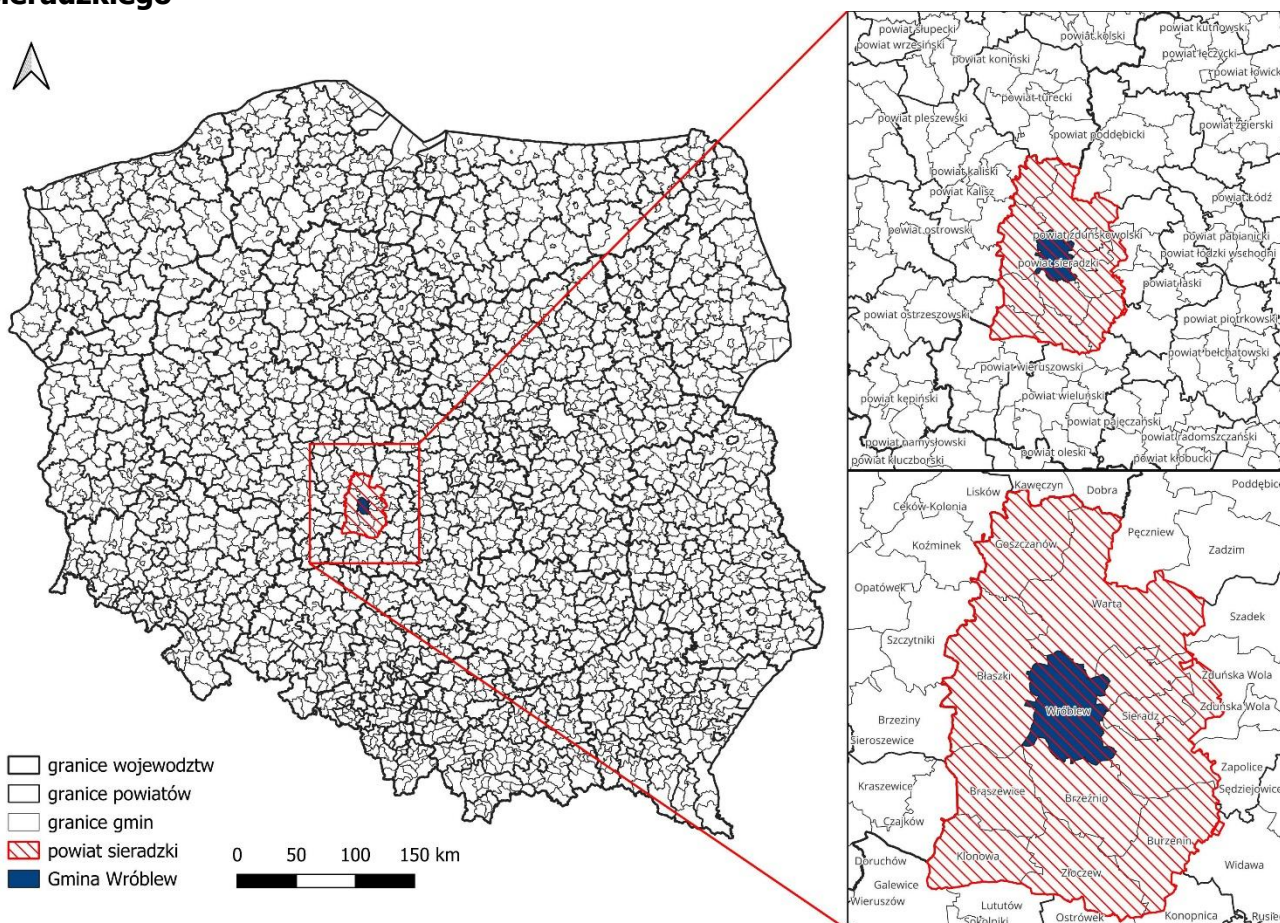 granice wojewodztw
granice powiatów
granice gmin
powiat sieradzki
Gmina Wróblew
0 50 100 150 km
powiat słupecki
powiat kolski
powiat kutnowski
powiat wrzesiński
powiat koniński
powiat łęczycki
powiat łowick
powiat turecki
powiat pleszewski
powiat poddębicki
powiat zgierski
powiat kaliski
powiat Kalisz
powiat Łódź
powiat ostrowski
powiat zduńskowolski
powiat pabianicki
powiat łódzki wschodni
powiat sieradzki
powiat łaski
powiat ostrzeszowski
powiat piotrkowski
powiat bełchatowski
powiat wieruszowski
powiat kępiński
powiat wieluński
powiat pajęczański
powiat namysłowski
powiat radomszczański
powiat kluczborski
powiat oleski
powiat kłobucki
Lisków
Kawęczyn
Dobra
Poddębice
Ceków-Kolonia
Pęczniew
Koźminek
Goszczanów
Zadzim
Opatówek
Warta
Szadek
Szczytniki
Błaszki
Zduńska Wola
Wróblew
Sieradz
Zduńska Wola
Brzeziny
Sieroszewice
Zapolice
Kraszewice
Brąszewice
Brzeźnio
Sędziejowice
Czajków
Burzenin
Doruchów
Klonowa
Złoczew
Widawa
Galewice
Wieruszów
Lututów
Sokolniki
Ostrówek
Konopnica